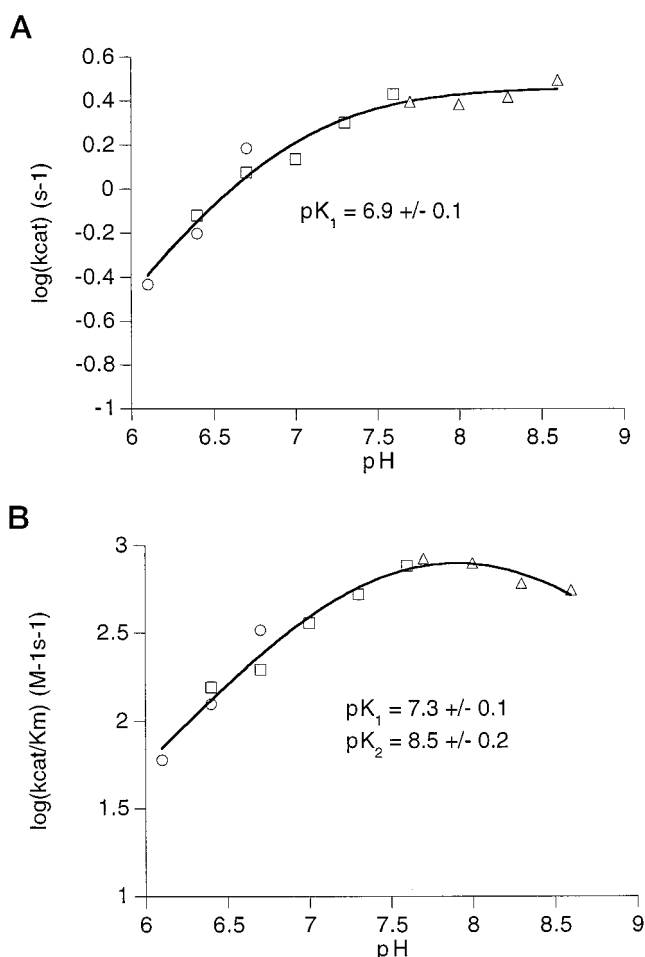 A
0.6
0.4
0.2
0
-0.2
-0.4
-0.6
-0.8
-1
log(kcat) (s-1)
pK1 = 6.9 +/- 0.1
6 6.5 7 7.5 8 8.5 9
pH
B
3
2.5
2
1.5
1
log(kcat/Km) (M-1s-1)
pK1 = 7.3 +/- 0.1
pK2 = 8.5 +/- 0.2
6 6.5 7 7.5 8 8.5 9
pH